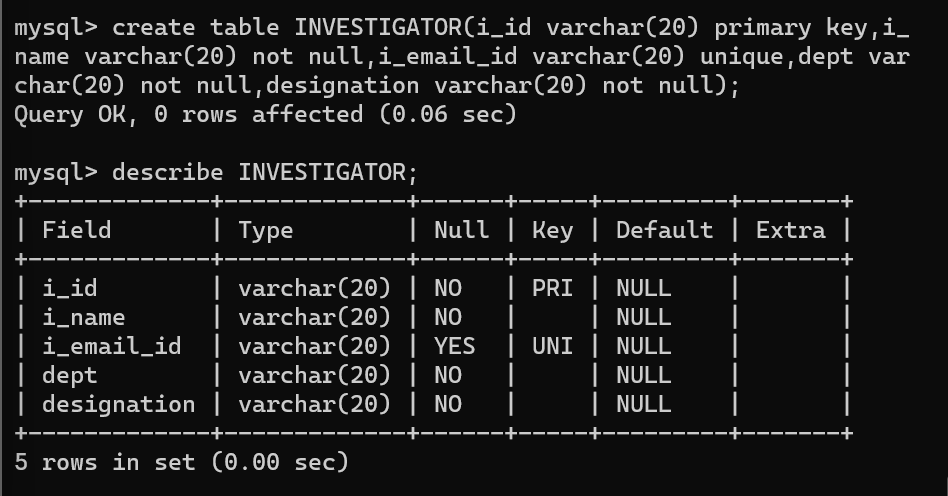 mysql> create table INVESTIGATOR(i_id varchar(20) primary key,i_
name varchar(20) not null,i_email_id varchar(20) unique,dept var
char(20) not null,designation varchar(20) not null);
Query OK, 0 rows affected (0.06 sec)

mysql> describe INVESTIGATOR;
+-------------+-------------+------+-----+---------+-------+
| Field       | Type        | Null | Key | Default | Extra |
+-------------+-------------+------+-----+---------+-------+
| i_id        | varchar(20) | NO   | PRI | NULL    |       |
| i_name      | varchar(20) | NO   |     | NULL    |       |
| i_email_id  | varchar(20) | YES  | UNI | NULL    |       |
| dept        | varchar(20) | NO   |     | NULL    |       |
| designation | varchar(20) | NO   |     | NULL    |       |
+-------------+-------------+------+-----+---------+-------+
5 rows in set (0.00 sec)